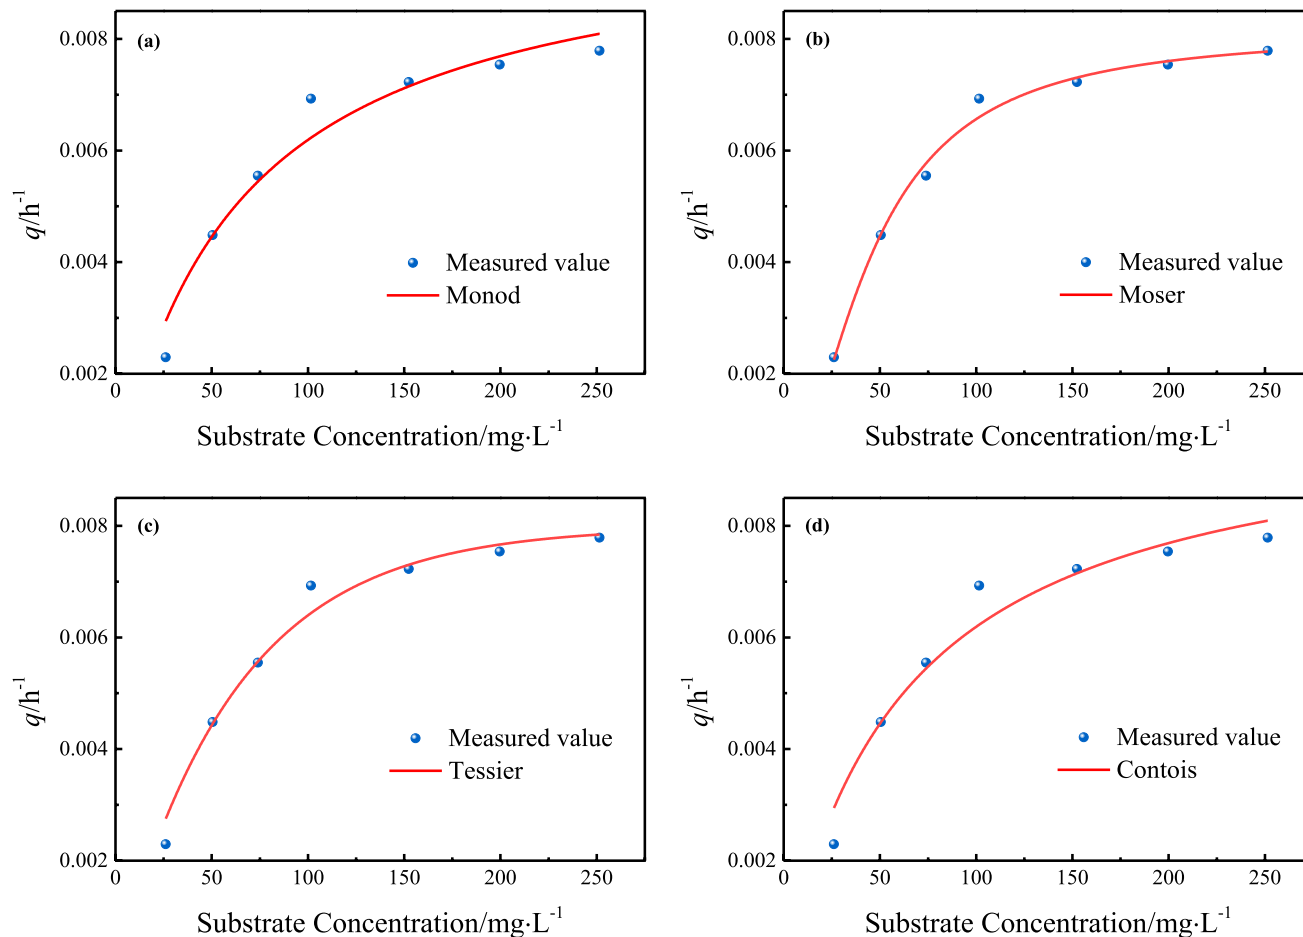 (a)
0.008
0.006
0.004
0.002
q/h⁻¹
Measured value
Monod
0 50 100 150 200 250
Substrate Concentration/mg·L⁻¹
(b)
0.008
0.006
0.004
0.002
q/h⁻¹
Measured value
Moser
0 50 100 150 200 250
Substrate Concentration/mg·L⁻¹
(c)
0.008
0.006
0.004
0.002
q/h⁻¹
Measured value
Tessier
0 50 100 150 200 250
Substrate Concentration/mg·L⁻¹
(d)
0.008
0.006
0.004
0.002
q/h⁻¹
Measured value
Contois
0 50 100 150 200 250
Substrate Concentration/mg·L⁻¹